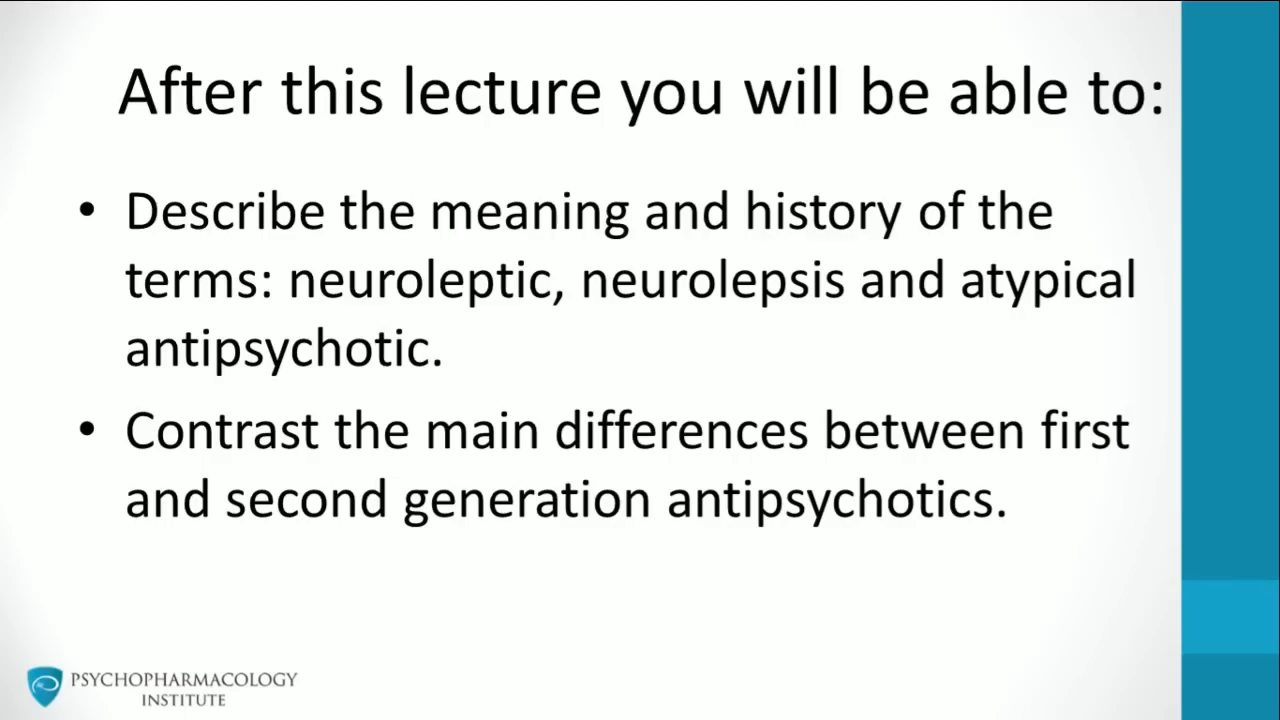 After this lecture you will be able to:
• Describe the meaning and history of the
terms: neuroleptic, neurolepsis and atypical
antipsychotic.
• Contrast the main differences between first
and second generation antipsychotics.
PSYCHOPHARMACOLOGY
INSTITUTE